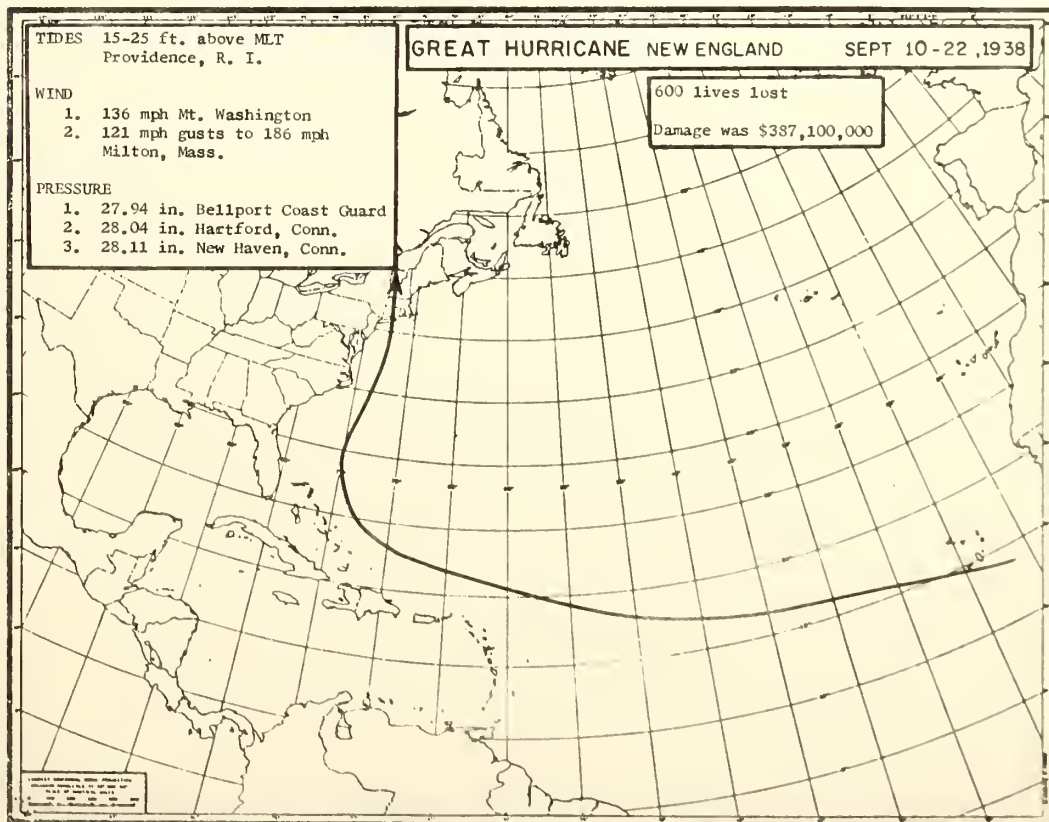 TIDES 15-25 ft. above MLT
Providence, R. I.
WIND
1. 136 mph Mt. Washington
2. 121 mph gusts to 186 mph
Milton, Mass.
PRESSURE
1. 27.94 in. Bellport Coast Guard
2. 28.04 in. Hartford, Conn.
3. 28.11 in. New Haven, Conn.
GREAT HURRICANE NEW ENGLAND SEPT 10-22, 1938
600 lives lost
Damage was $387,100,000